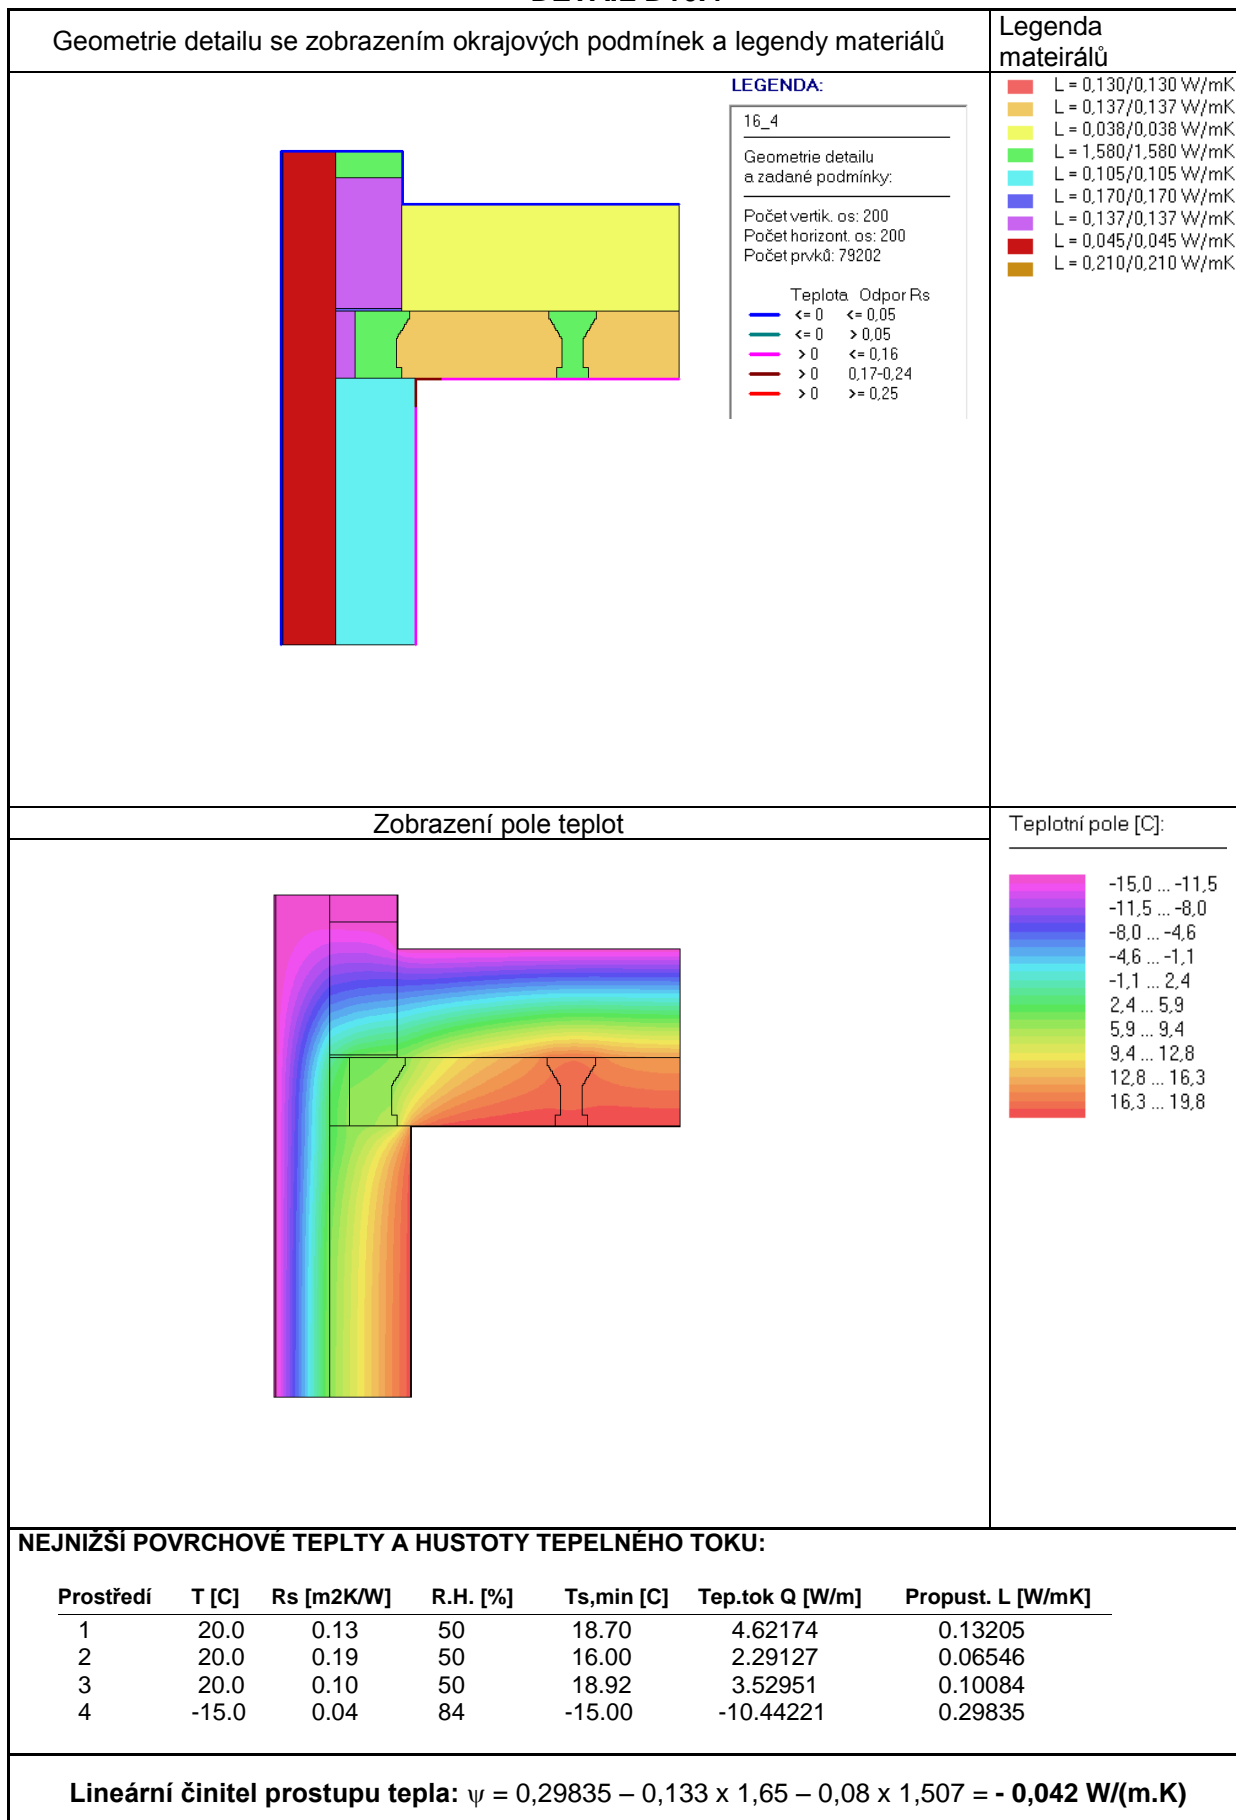 Geometrie detailu se zobrazením okrajových podmínek a legendy materiálů
Legenda
mateirálů
LEGENDA:
16_4
Geometrie detailu
a zadané podmínky:
Počet vertik. os: 200
Počet horizont. os: 200
Počet prvků: 79202
Teplota Odpor Rs
<= 0 <= 0,05
<= 0 > 0,05
> 0 <= 0,16
> 0 0,17-0,24
> 0 >= 0,25
L = 0,130/0,130 W/mK
L = 0,137/0,137 W/mK
L = 0,038/0,038 W/mK
L = 1,580/1,580 W/mK
L = 0,105/0,105 W/mK
L = 0,170/0,170 W/mK
L = 0,137/0,137 W/mK
L = 0,045/0,045 W/mK
L = 0,210/0,210 W/mK
Zobrazení pole teplot
Teplotní pole [C]:
-15,0 ... -11,5
-11,5 ... -8,0
-8,0 ... -4,6
-4,6 ... -1,1
-1,1 ... 2,4
2,4 ... 5,9
5,9 ... 9,4
9,4 ... 12,8
12,8 ... 16,3
16,3 ... 19,8
NEJNIŽŠÍ POVRCHOVÉ TEPLTY A HUSTOTY TEPELNÉHO TOKU:
Prostředí T [C] Rs [m2K/W] R.H. [%] Ts,min [C] Tep.tok Q [W/m] Propust. L [W/mK]
1 20.0 0.13 50 18.70 4.62174 0.13205
2 20.0 0.19 50 16.00 2.29127 0.06546
3 20.0 0.10 50 18.92 3.52951 0.10084
4 -15.0 0.04 84 -15.00 -10.44221 0.29835
Lineární činitel prostupu tepla: ψ = 0,29835 – 0,133 x 1,65 – 0,08 x 1,507 = - 0,042 W/(m.K)